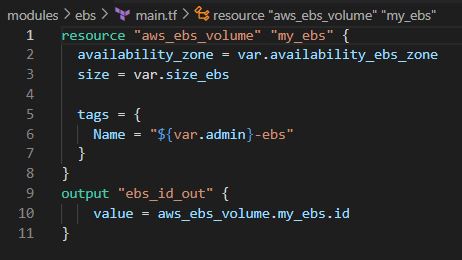 modules > ebs > main.tf > resource "aws_ebs_volume" "my_ebs"
1 resource "aws_ebs_volume" "my_ebs" {
2   availability_zone = var.availability_ebs_zone
3   size = var.size_ebs
4
5   tags = {
6     Name = "${var.admin}-ebs"
7   }
8 }
9 output "ebs_id_out" {
10     value = aws_ebs_volume.my_ebs.id
11 }